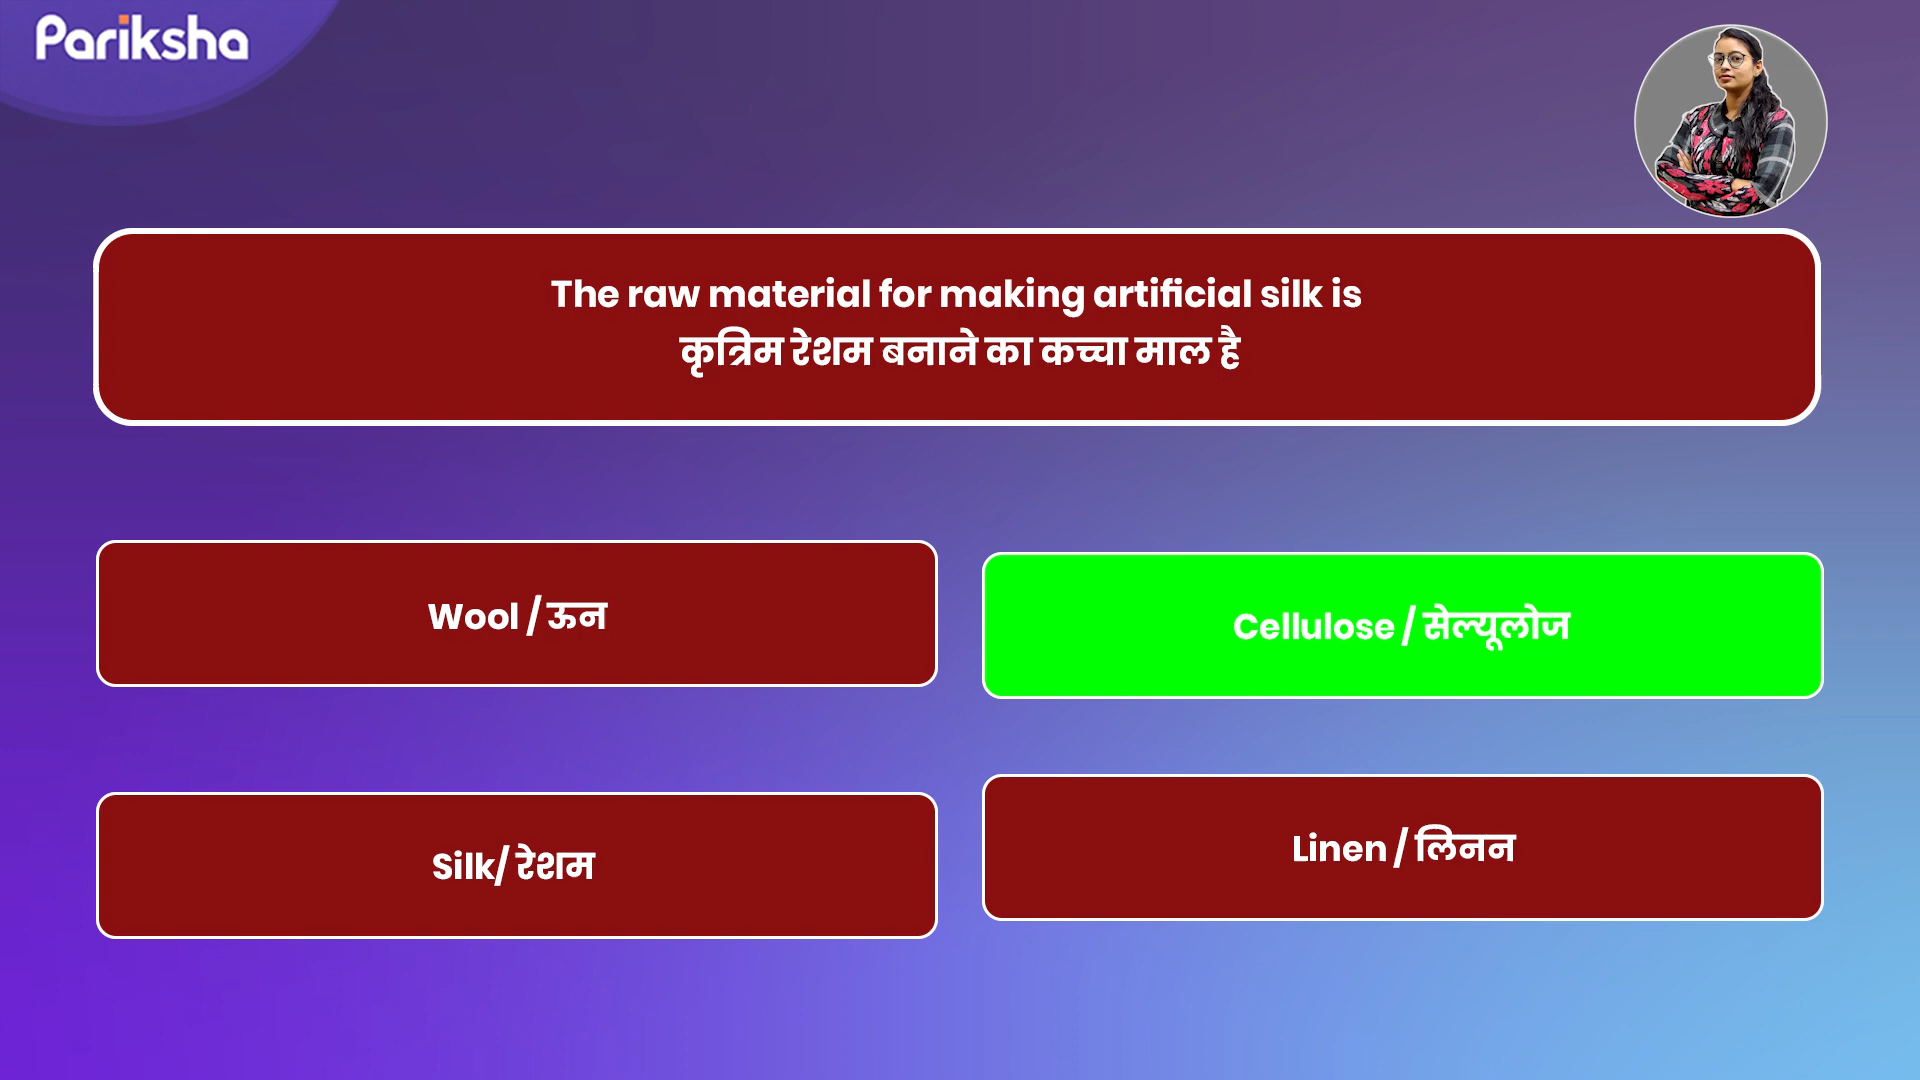 Pariksha
The raw material for making artificial silk is
कृत्रिम रेशम बनाने का कच्चा माल है
Wool / ऊन
Cellulose / सेल्यूलोज
Silk/ रेशम
Linen / लिनन